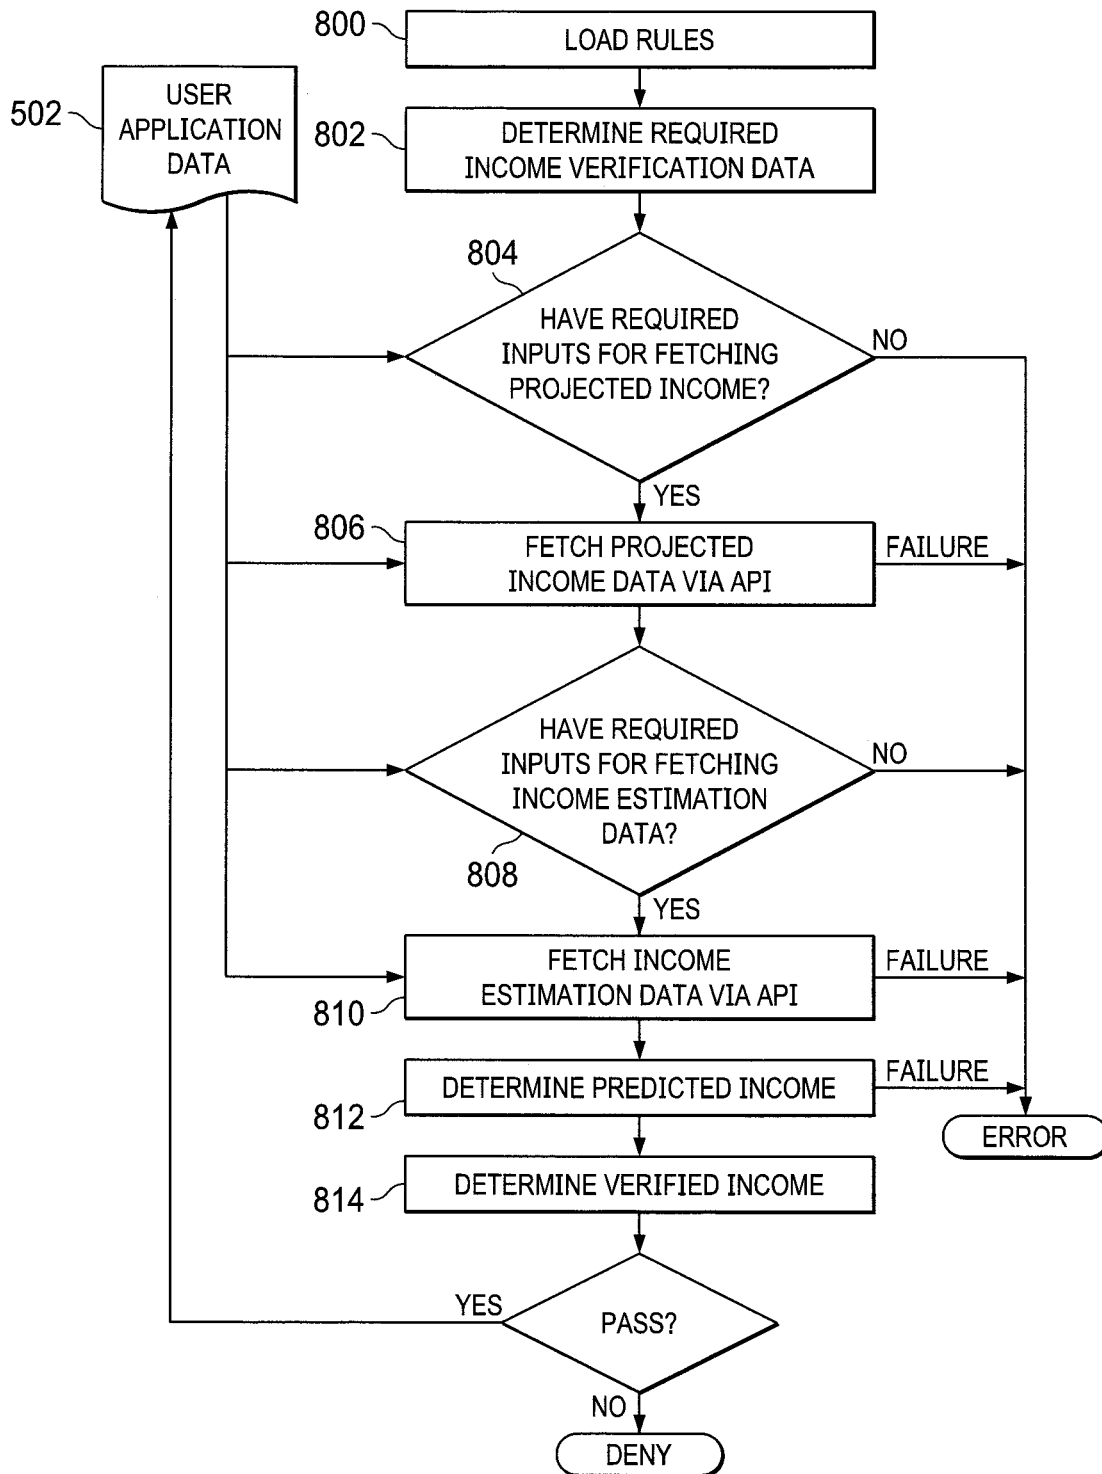 800
LOAD RULES
502
USER
APPLICATION
DATA
802
DETERMINE REQUIRED
INCOME VERIFICATION DATA
804
HAVE REQUIRED
INPUTS FOR FETCHING
PROJECTED INCOME?
NO
YES
806
FETCH PROJECTED
INCOME DATA VIA API
FAILURE
HAVE REQUIRED
INPUTS FOR FETCHING
INCOME ESTIMATION
DATA?
NO
808
YES
FETCH INCOME
ESTIMATION DATA VIA API
FAILURE
810
DETERMINE PREDICTED INCOME
FAILURE
812
ERROR
DETERMINE VERIFIED INCOME
814
YES
PASS?
NO
DENY